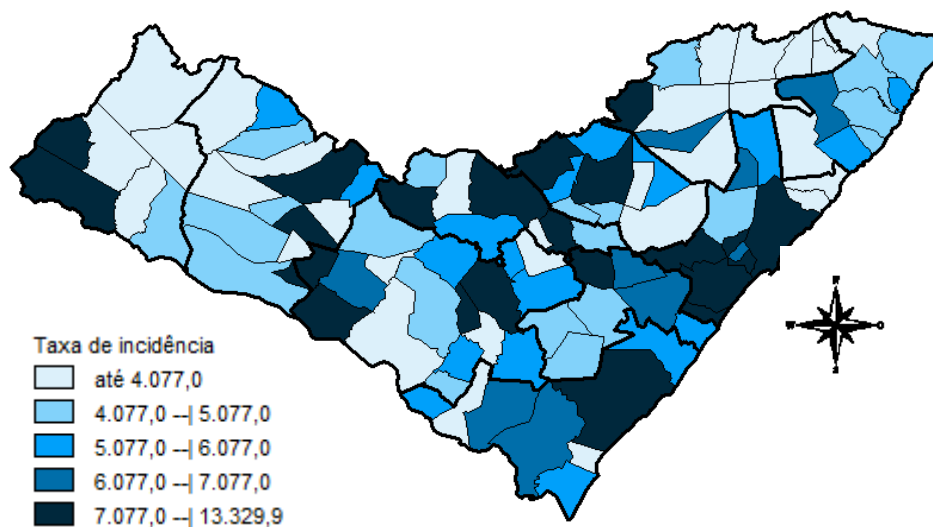 Taxa de incidência
até 4.077,0
4.077,0 --| 5.077,0
5.077,0 --| 6.077,0
6.077,0 --| 7.077,0
7.077,0 --| 13.329,9